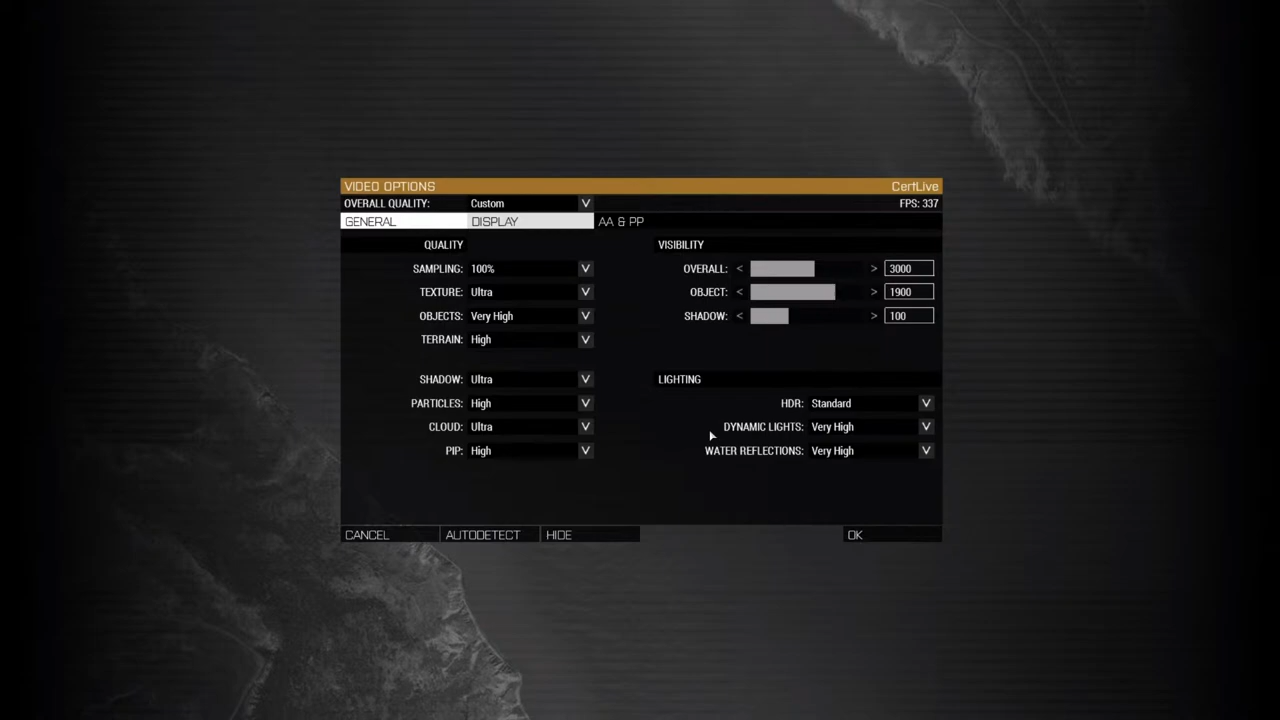 VIDEO OPTIONS CertLive
OVERALL QUALITY: Custom V FPS: 337
GENERAL DISPLAY AA & PP
QUALITY
SAMPLING: 100% V
TEXTURE: Ultra V
OBJECTS: Very High V
TERRAIN: High V
SHADOW: Ultra V
PARTICLES: High V
CLOUD: Ultra V
PIP: High V
VISIBILITY
OVERALL: < > 3000
OBJECT: < > 1900
SHADOW: < > 100
LIGHTING
HDR: Standard V
DYNAMIC LIGHTS: Very High V
WATER REFLECTIONS: Very High V
CANCEL AUTODETECT HIDE OK